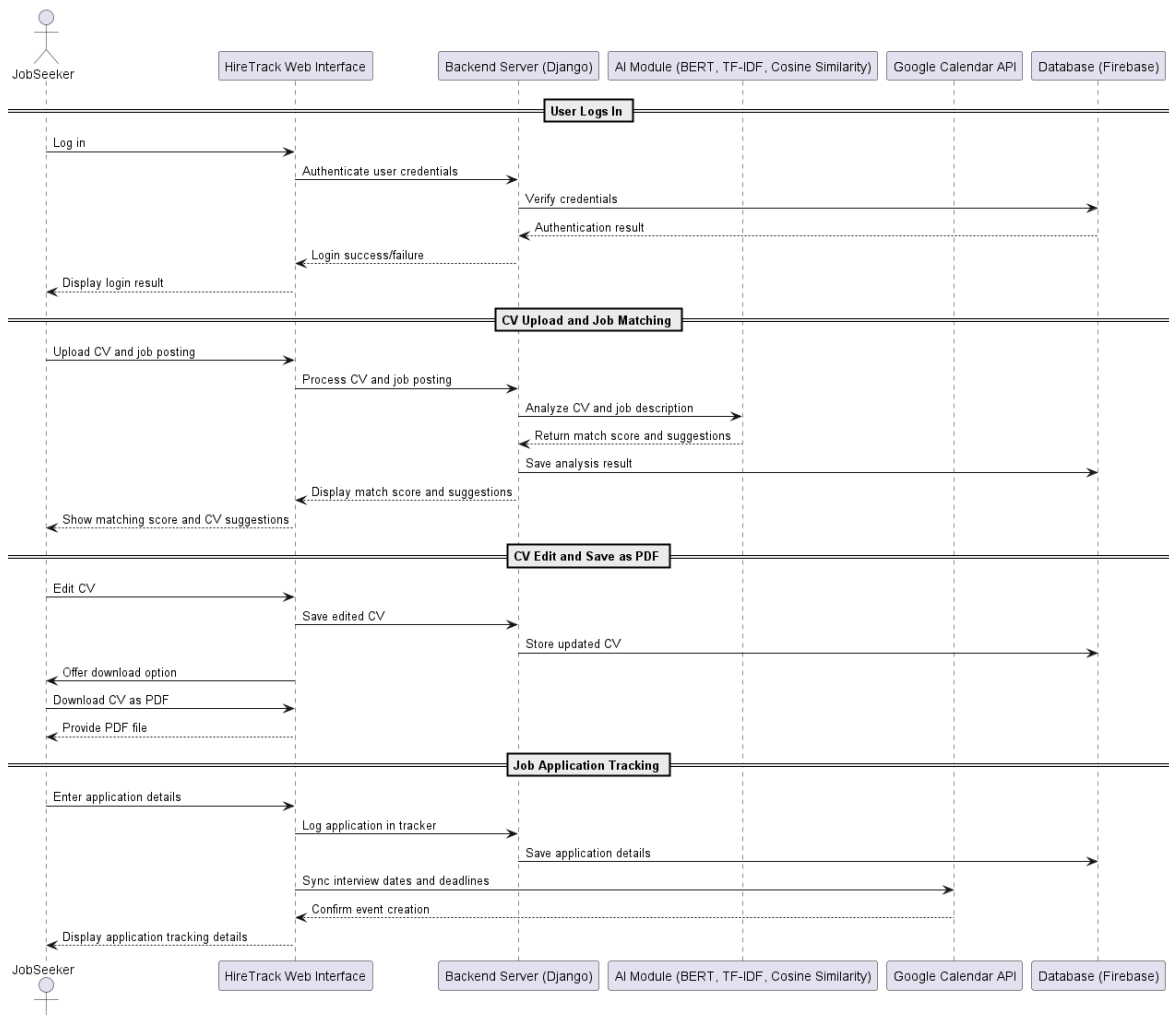 JobSeeker
HireTrack Web Interface
Backend Server (Django)
AI Module (BERT, TF-IDF, Cosine Similarity)
Google Calendar API
Database (Firebase)
User Logs In
Log in
Authenticate user credentials
Verify credentials
Authentication result
Login success/failure
Display login result
CV Upload and Job Matching
Upload CV and job posting
Process CV and job posting
Analyze CV and job description
Return match score and suggestions
Save analysis result
Display match score and suggestions
Show matching score and CV suggestions
CV Edit and Save as PDF
Edit CV
Save edited CV
Store updated CV
Offer download option
Download CV as PDF
Provide PDF file
Job Application Tracking
Enter application details
Log application in tracker
Save application details
Sync interview dates and deadlines
Confirm event creation
Display application tracking details
JobSeeker
HireTrack Web Interface
Backend Server (Django)
AI Module (BERT, TF-IDF, Cosine Similarity)
Google Calendar API
Database (Firebase)